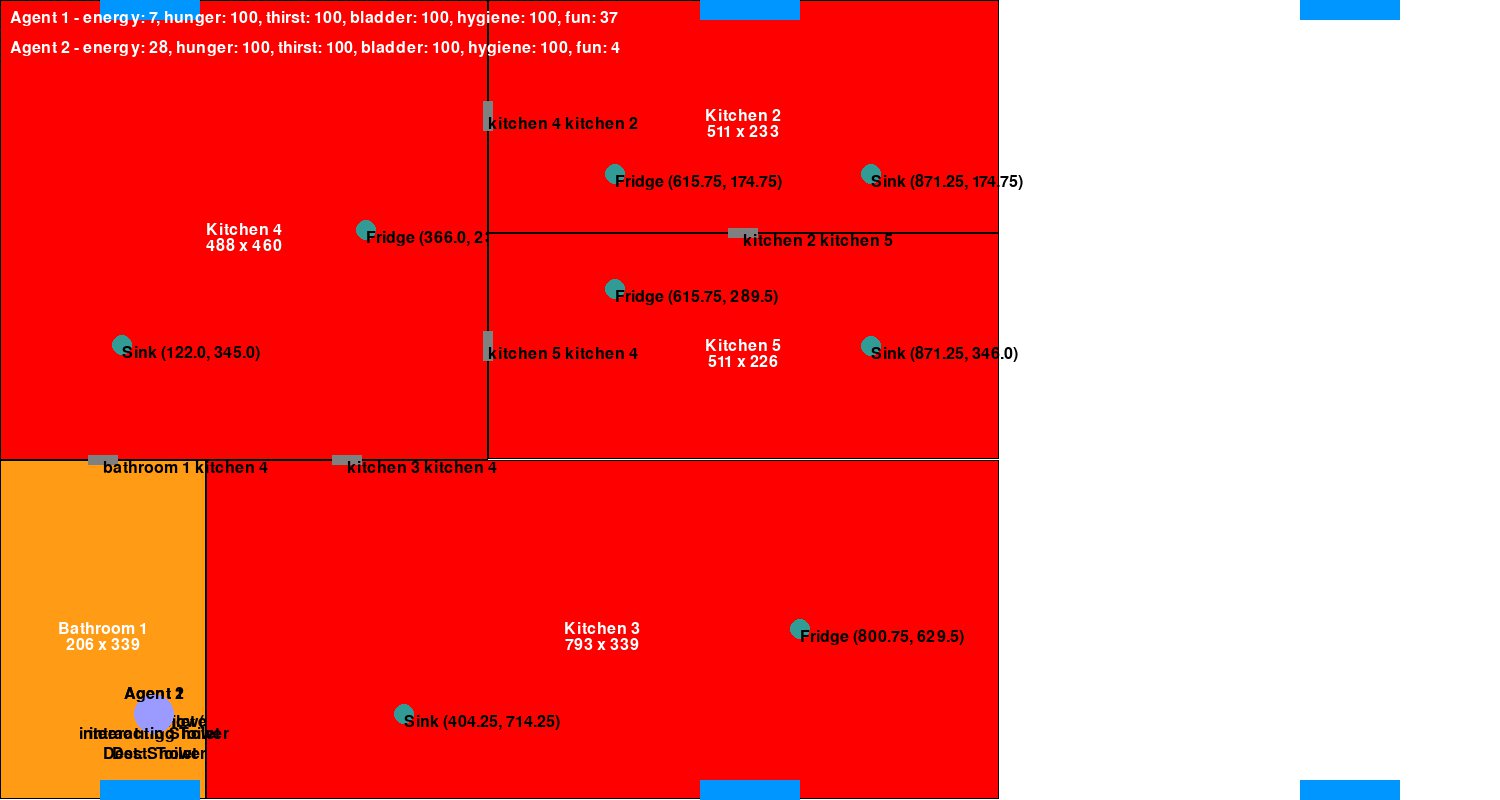 Agent 1 - energy: 7, hunger: 100, thirst: 100, bladder: 100, hygiene: 100, fun: 37
Agent 2 - energy: 28, hunger: 100, thirst: 100, bladder: 100, hygiene: 100, fun: 4
Kitchen 2
511 x 233
kitchen 4 kitchen 2
Fridge (615.75, 174.75)
Sink (871.25, 174.75)
Kitchen 4
488 x 460
Fridge (366.0, 2
kitchen 2 kitchen 5
Fridge (615.75, 289.5)
Kitchen 5
511 x 226
Sink (122.0, 345.0)
kitchen 5 kitchen 4
Sink (871.25, 346.0)
bathroom 1 kitchen 4
kitchen 3 kitchen 4
Bathroom 1
206 x 339
Kitchen 3
793 x 339
Fridge (800.75, 629.5)
Agent
Sink (404.25, 714.25)